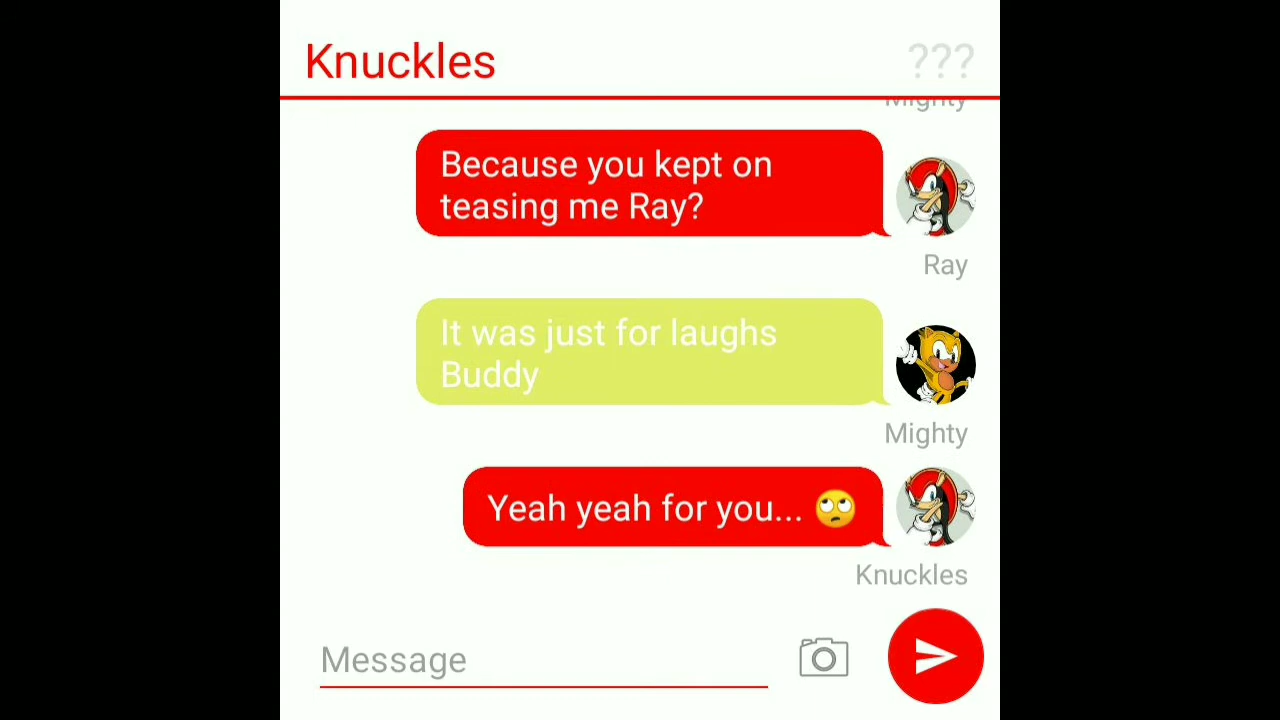 Knuckles
???
Mighty
Because you kept on
teasing me Ray?
Ray
It was just for laughs
Buddy
Mighty
Yeah yeah for you... 🙄
Knuckles
Message